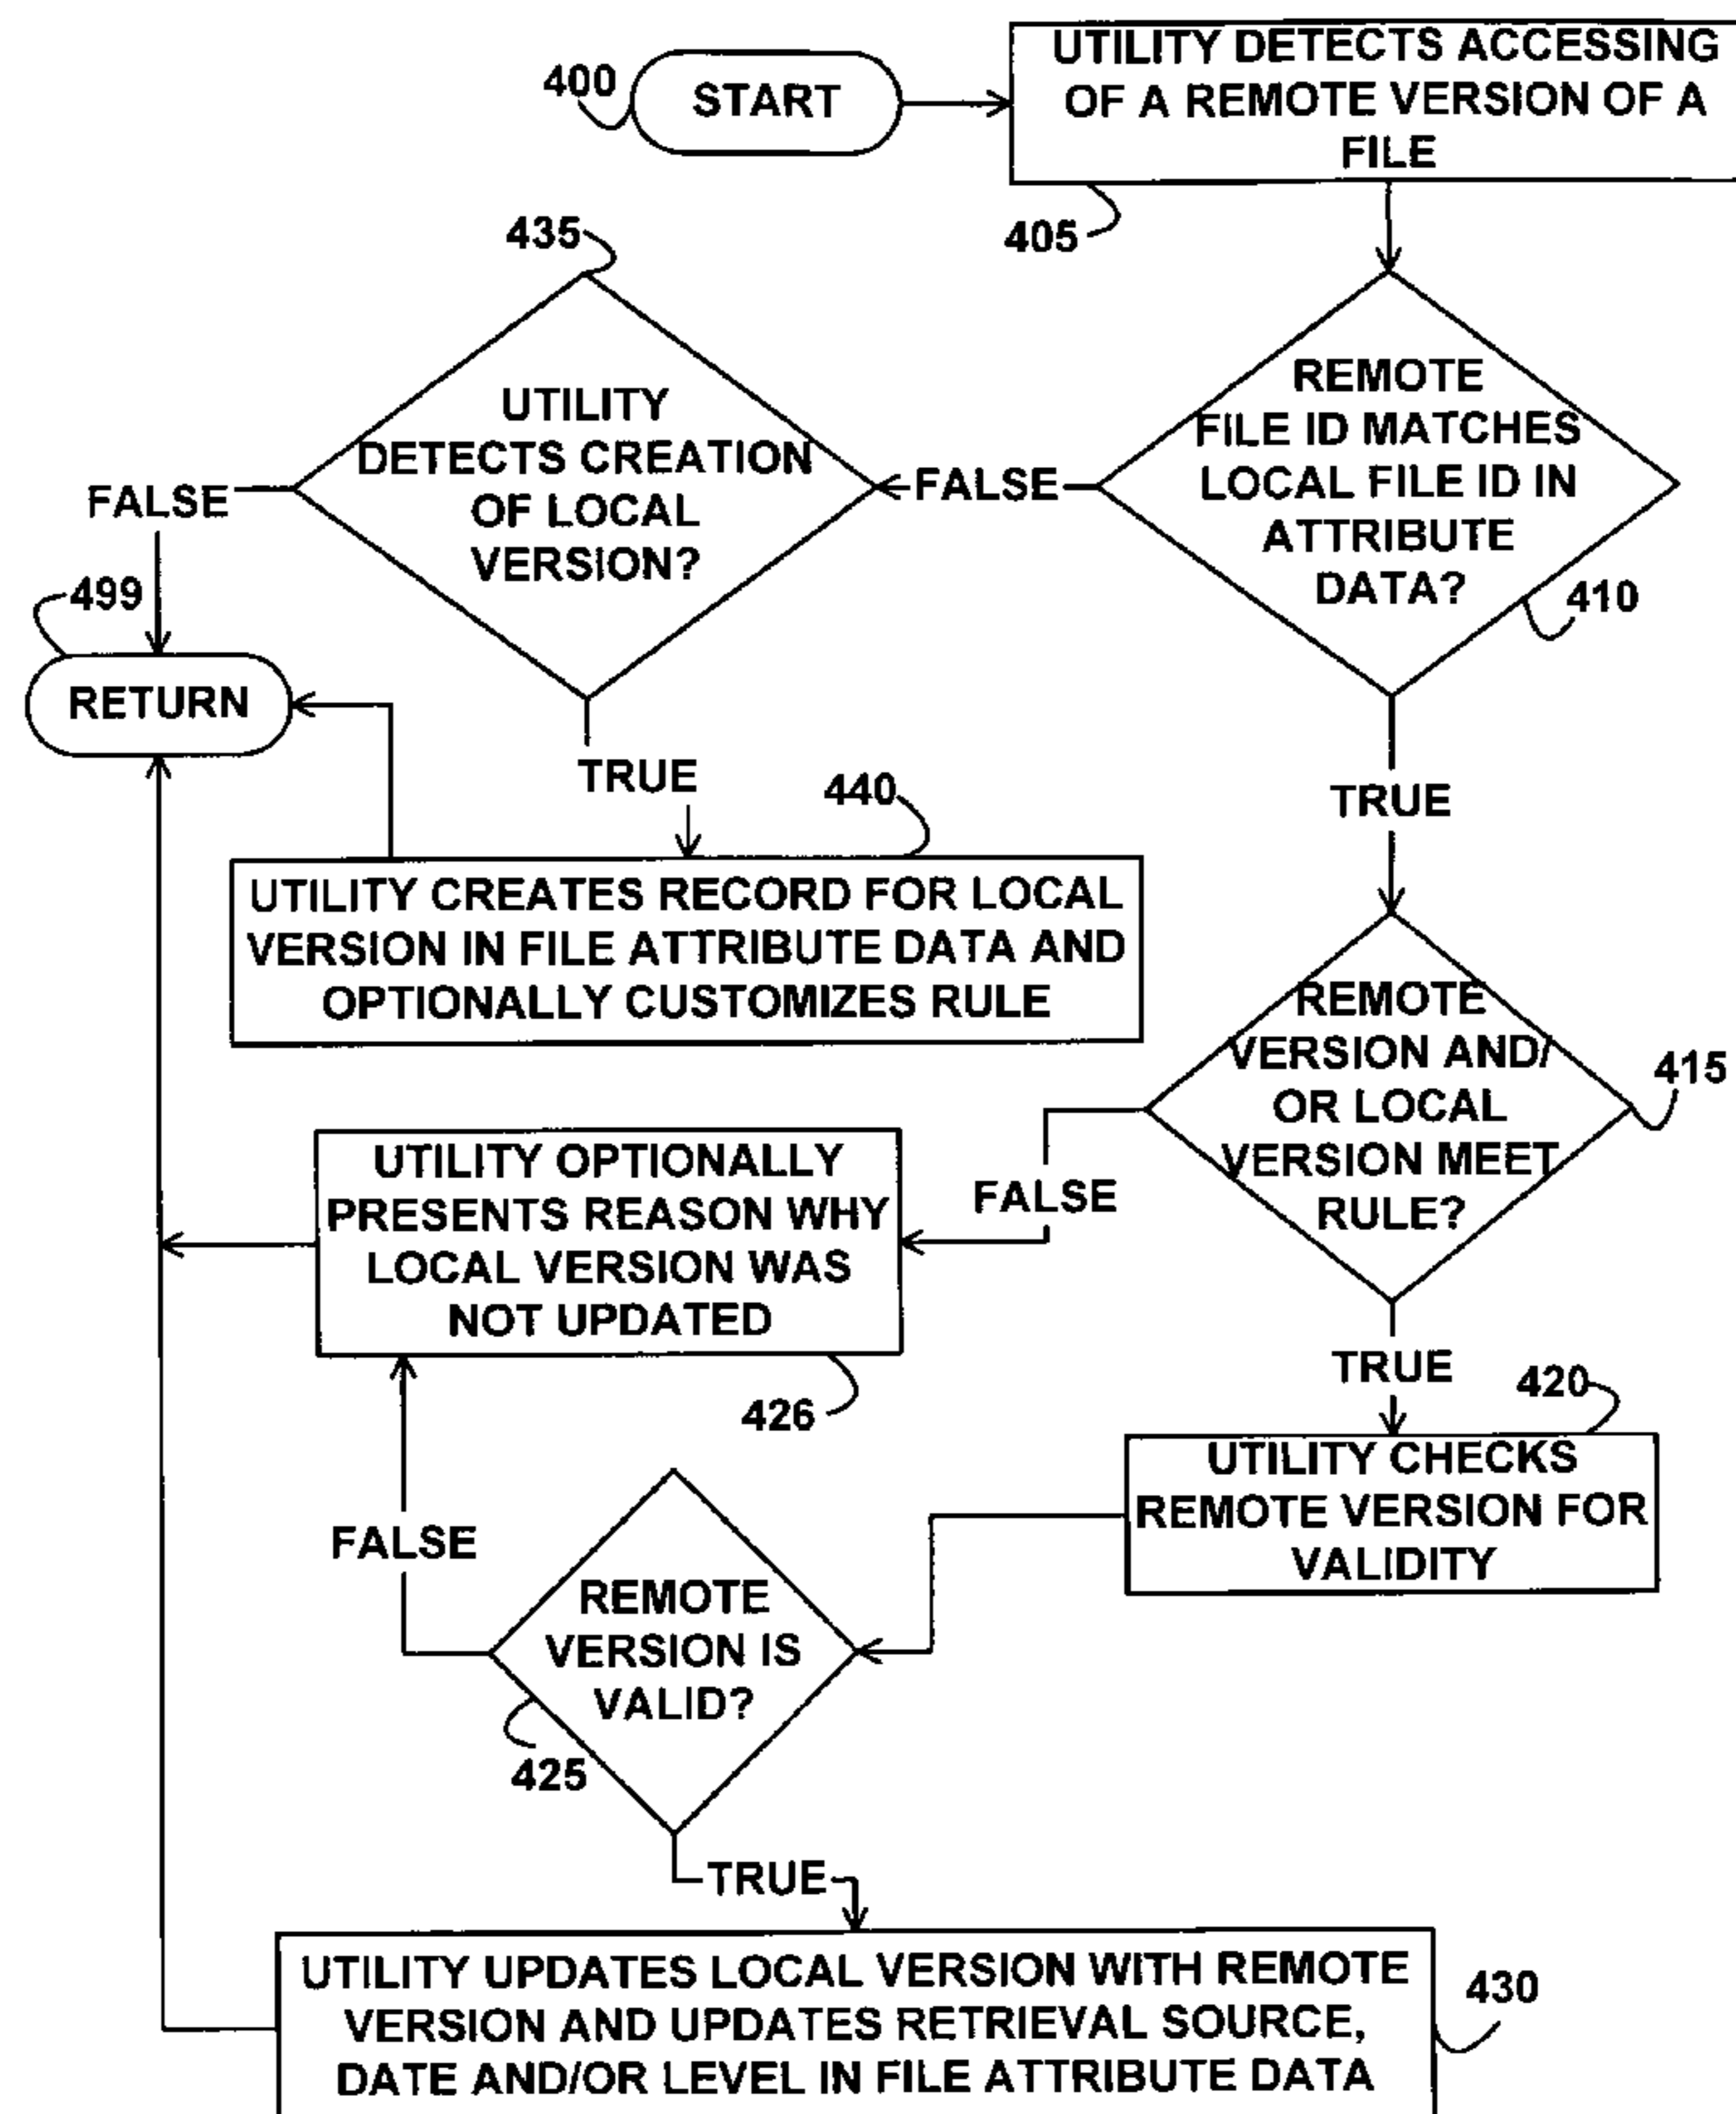 400
START
UTILITY DETECTS ACCESSING
OF A REMOTE VERSION OF A
FILE
405
435
UTILITY
DETECTS CREATION
OF LOCAL
VERSION?
FALSE
REMOTE
FILE ID MATCHES
LOCAL FILE ID IN
ATTRIBUTE
DATA?
410
FALSE
499
RETURN
TRUE
440
TRUE
UTILITY CREATES RECORD FOR LOCAL
VERSION IN FILE ATTRIBUTE DATA AND
OPTIONALLY CUSTOMIZES RULE
REMOTE
VERSION AND/
OR LOCAL
VERSION MEET
RULE?
415
UTILITY OPTIONALLY
PRESENTS REASON WHY
LOCAL VERSION WAS
NOT UPDATED
FALSE
426
TRUE
420
UTILITY CHECKS
REMOTE VERSION FOR
VALIDITY
FALSE
REMOTE
VERSION IS
VALID?
425
TRUE
UTILITY UPDATES LOCAL VERSION WITH REMOTE
VERSION AND UPDATES RETRIEVAL SOURCE,
DATE AND/OR LEVEL IN FILE ATTRIBUTE DATA
430